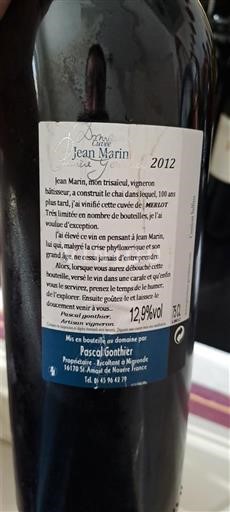 Cuvée
Jean Marin
2012
Jean Marin, mon trisaïeul, vigneron
bâtisseur, a construit le chai dans lequel, 100 ans
plus tard, j'ai vinifié cette cuvée de MERLOT
Très limitée en nombre de bouteilles, je l'ai
voulue d'exception.
J'ai élevé ce vin en pensant à Jean Marin,
lui qui, malgré la crise phylloxerique et son
grand âge, ne cessa jamais d'entreprendre.
Alors, lorsque vous aurez débouché cette
bouteille, versé le vin dans une carafe et qu'enfin
vous le servirez, prenez le temps de humer,
de l'explorer. Ensuite goûtez-le et laissez-le
doucement venir à vous...
Pascal gonthier,
Artisan vigneron.
12,9%vol
75 CL
Mis en bouteille au domaine par
Pascal Gonthier
Propriétaire - Récoltant à Nigronde
16170 St Amant de Nouère France
Tel. 05 45 96 42 79